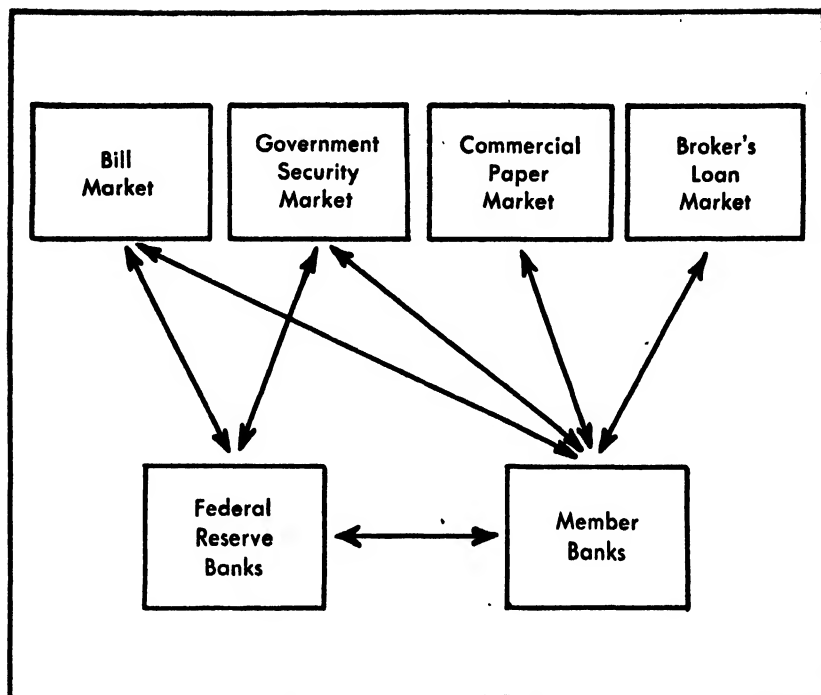 Bill
Market
Government
Security
Market
Commercial
Paper
Market
Broker's
Loan
Market
Federal
Reserve
Banks
Member
Banks